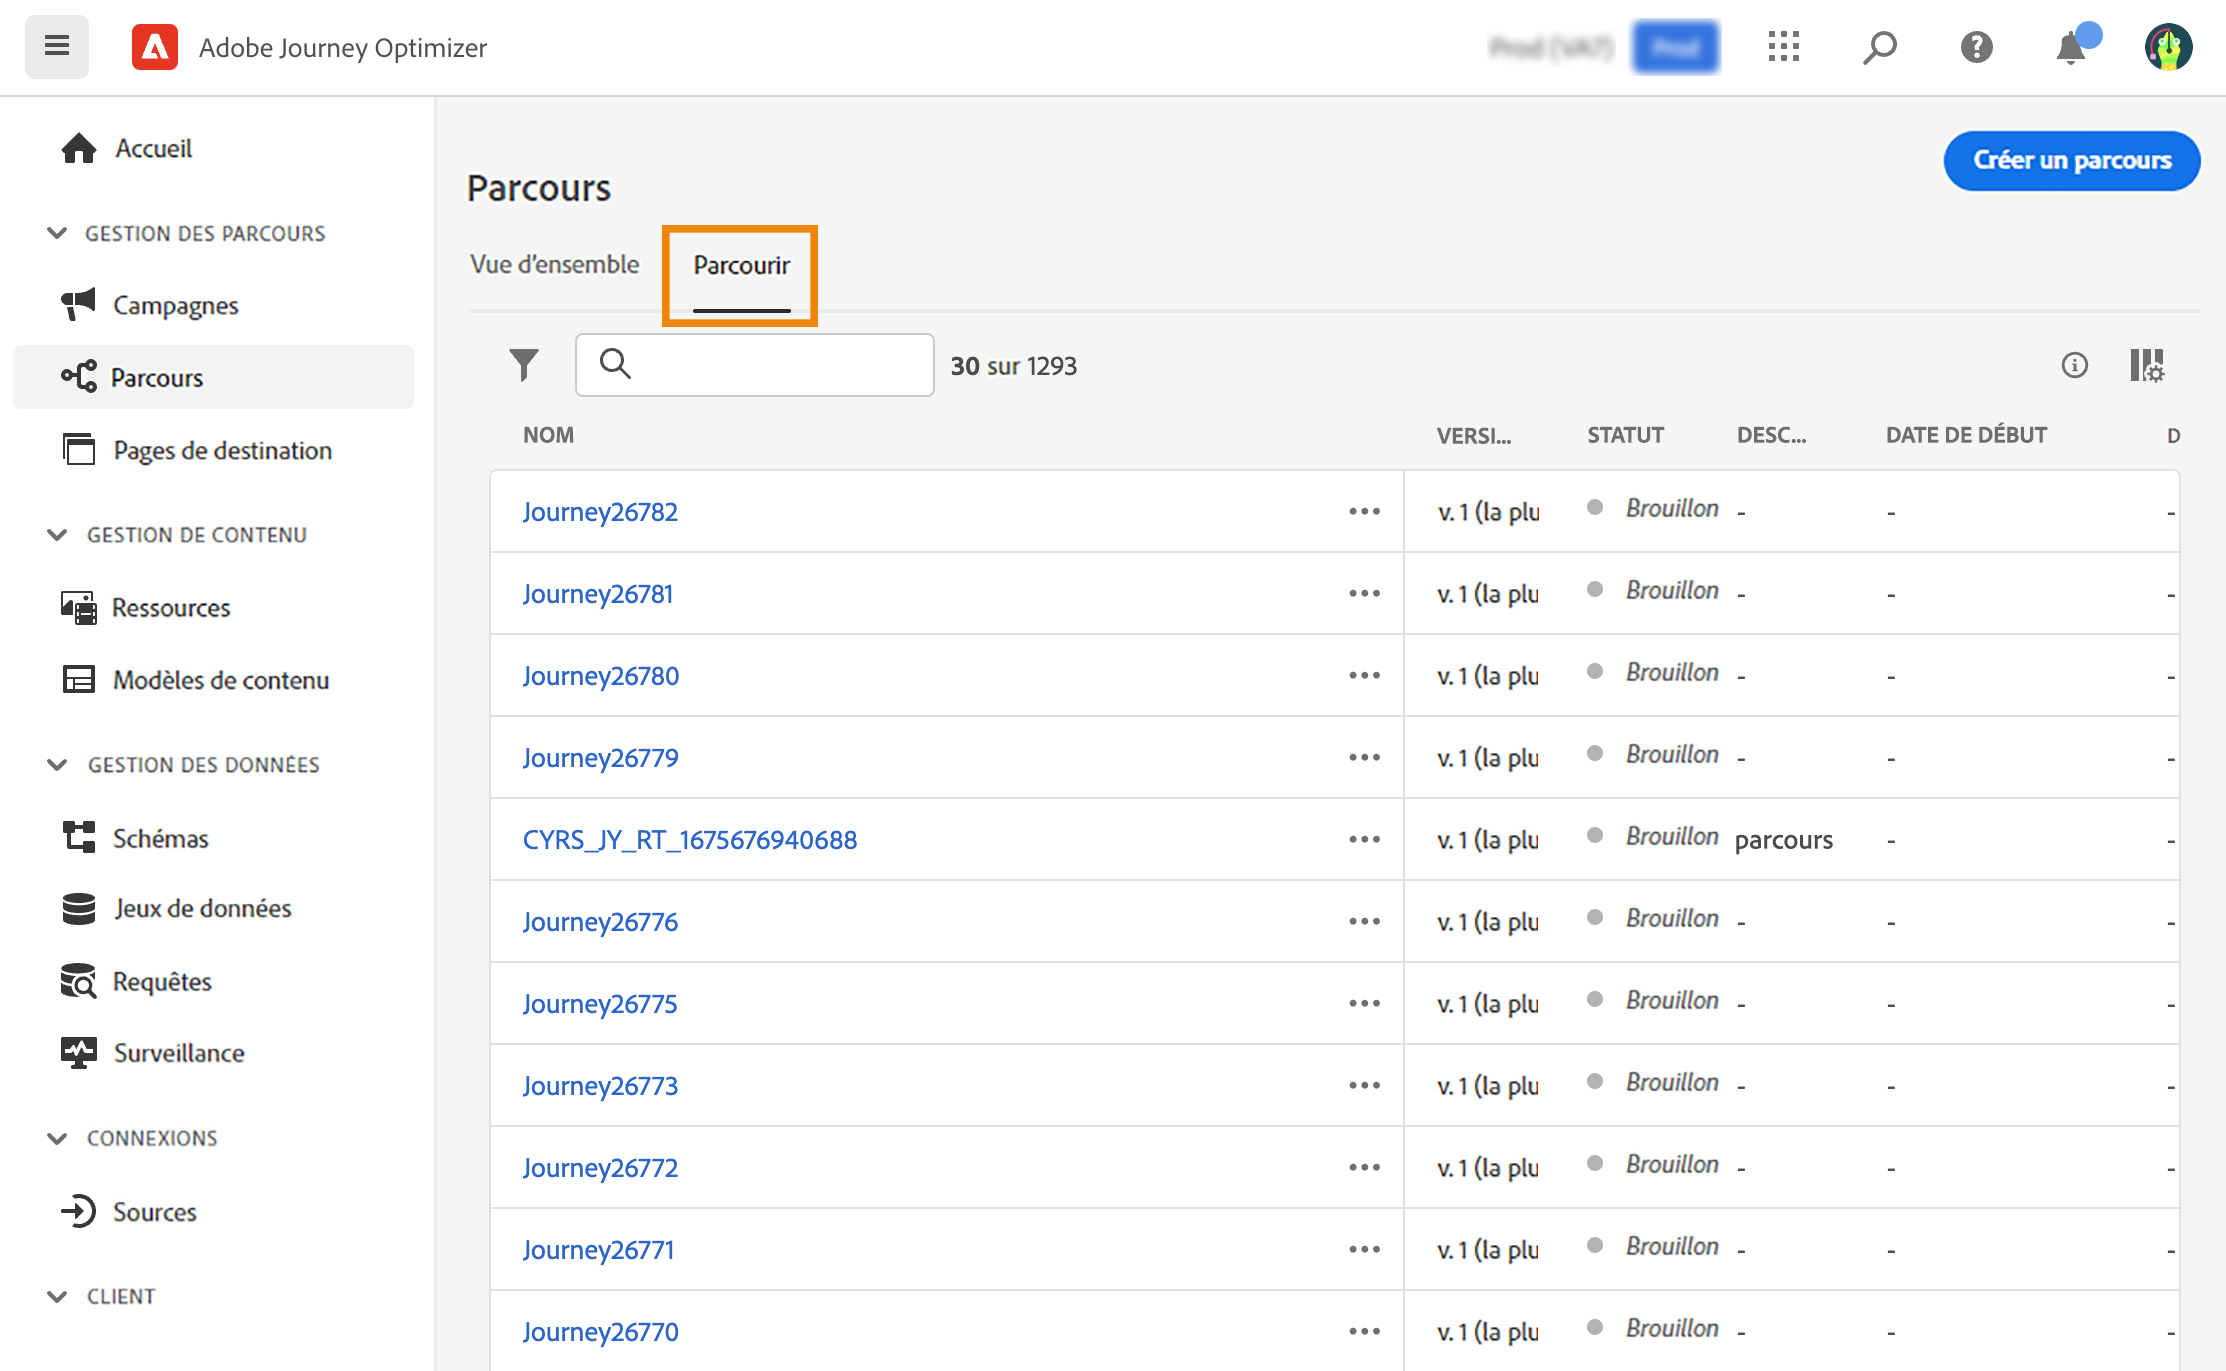 Adobe Journey Optimizer
Prod (VA7) Prod
Accueil
GESTION DES PARCOURS
Campagnes
Parcours
Pages de destination
GESTION DE CONTENU
Ressources
Modèles de contenu
GESTION DES DONNÉES
Schémas
Jeux de données
Requêtes
Surveillance
CONNEXIONS
Sources
CLIENT
Parcours
Créer un parcours
Vue d'ensemble Parcourir
30 sur 1293
NOM VERSI... STATUT DESC... DATE DE DÉBUT D
Journey26782 ••• v. 1 (la plu Brouillon - - -
Journey26781 ••• v. 1 (la plu Brouillon - - -
Journey26780 ••• v. 1 (la plu Brouillon - - -
Journey26779 ••• v. 1 (la plu Brouillon - - -
CYRS_JY_RT_1675676940688 ••• v. 1 (la plu Brouillon parcours - -
Journey26776 ••• v. 1 (la plu Brouillon - - -
Journey26775 ••• v. 1 (la plu Brouillon - - -
Journey26773 ••• v. 1 (la plu Brouillon - - -
Journey26772 ••• v. 1 (la plu Brouillon - - -
Journey26771 ••• v. 1 (la plu Brouillon - - -
Journey26770 ••• v. 1 (la plu Brouillon - - -